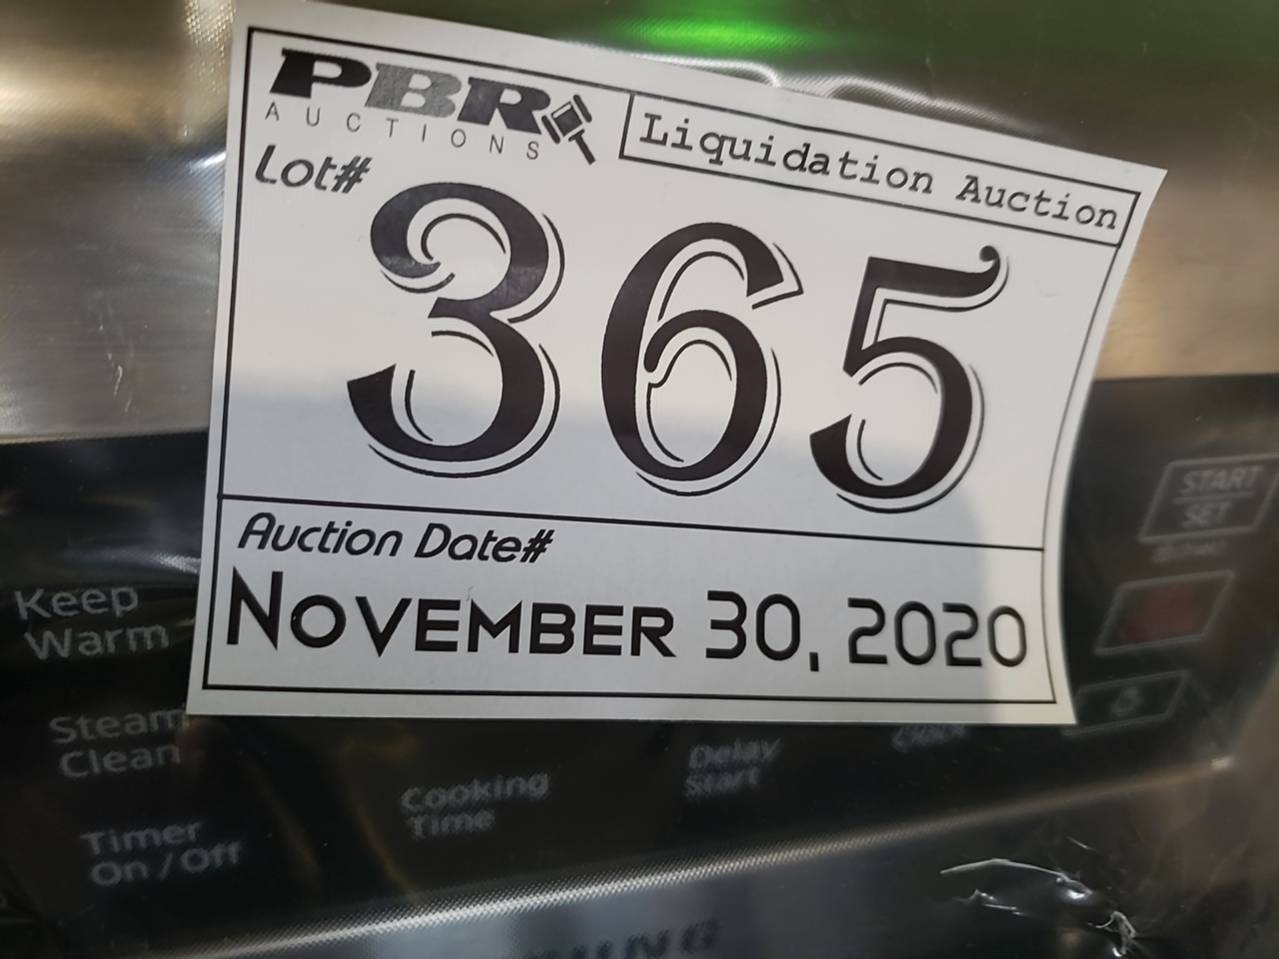 PBR
AUCTIONS
Liquidation Auction
Lot#
365
Auction Date#
NOVEMBER 30, 2020
START
SET
Keep
Warm
Steam
Clean
Delay
Start
Clock
Cooking
Time
Timer
On/Off